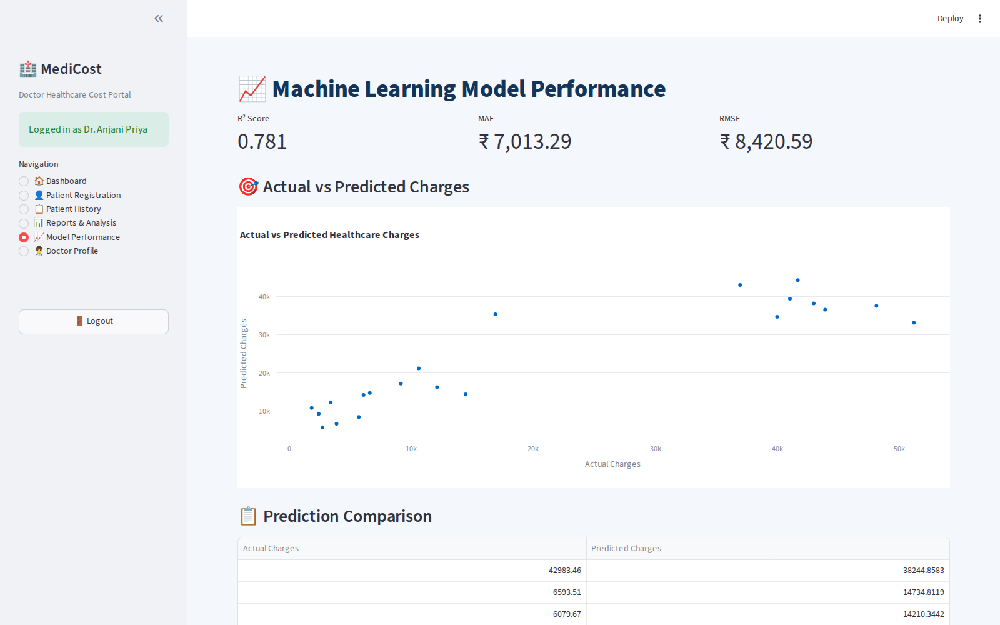 Deploy
MediCost
Doctor Healthcare Cost Portal
Logged in as Dr. Anjani Priya
Navigation
Dashboard
Patient Registration
Patient History
Reports & Analysis
Model Performance
Doctor Profile
Logout
Machine Learning Model Performance
R² Score
0.781
MAE
₹ 7,013.29
RMSE
₹ 8,420.59
Actual vs Predicted Charges
Actual vs Predicted Healthcare Charges
Predicted Charges
40k
30k
20k
10k
0 10k 20k 30k 40k 50k
Actual Charges
Prediction Comparison
Actual Charges Predicted Charges
42983.46 38244.8583
6593.51 14734.8119
6079.67 14210.3442